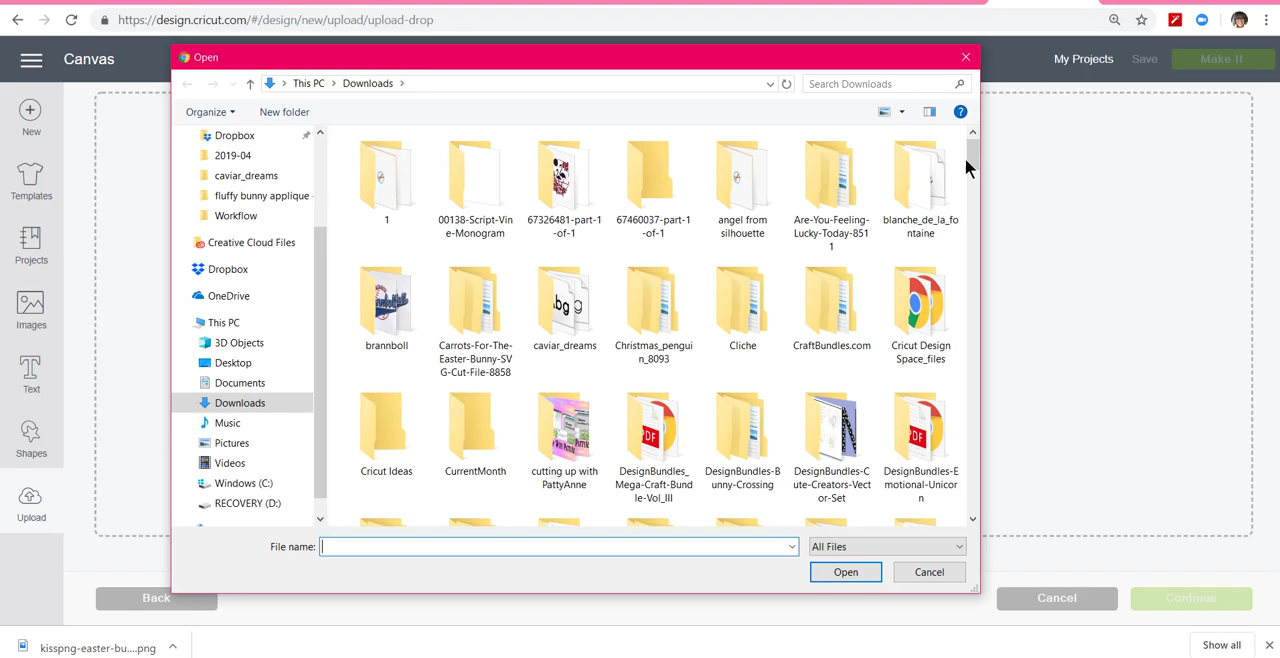 https://design.cricut.com/#/design/new/upload/upload-drop
Canvas
My Projects
Save
Make It
New
Templates
Projects
Images
Text
Shapes
Upload
Open
This PC > Downloads >
Search Downloads
Organize
New folder
Dropbox
2019-04
caviar_dreams
fluffy bunny applique
Workflow
Creative Cloud Files
Dropbox
OneDrive
This PC
3D Objects
Desktop
Documents
Downloads
Music
Pictures
Videos
Windows (C:)
RECOVERY (D:)
1
00138-Script-Vin
e-Monogram
67326481-part-1
-of-1
67460037-part-1
-of-1
angel from
silhouette
Are-You-Feeling-
Lucky-Today-851
1
blanche_de_la_fo
ntaine
brannboll
Carrots-For-The-
Easter-Bunny-SV
G-Cut-File-8858
caviar_dreams
Christmas_pengui
n_8093
Cliche
CraftBundles.com
Cricut Design
Space_files
Cricut Ideas
CurrentMonth
cutting up with
PattyAnne
DesignBundles_
Mega-Craft-Bund
le-Vol_III
DesignBundles-B
unny-Crossing
DesignBundles-C
ute-Creators-Vect
or-Set
DesignBundles-E
motional-Unicor
n
File name:
All Files
Open
Cancel
Back
Cancel
Continue
kisspng-easter-bu....png
Show all